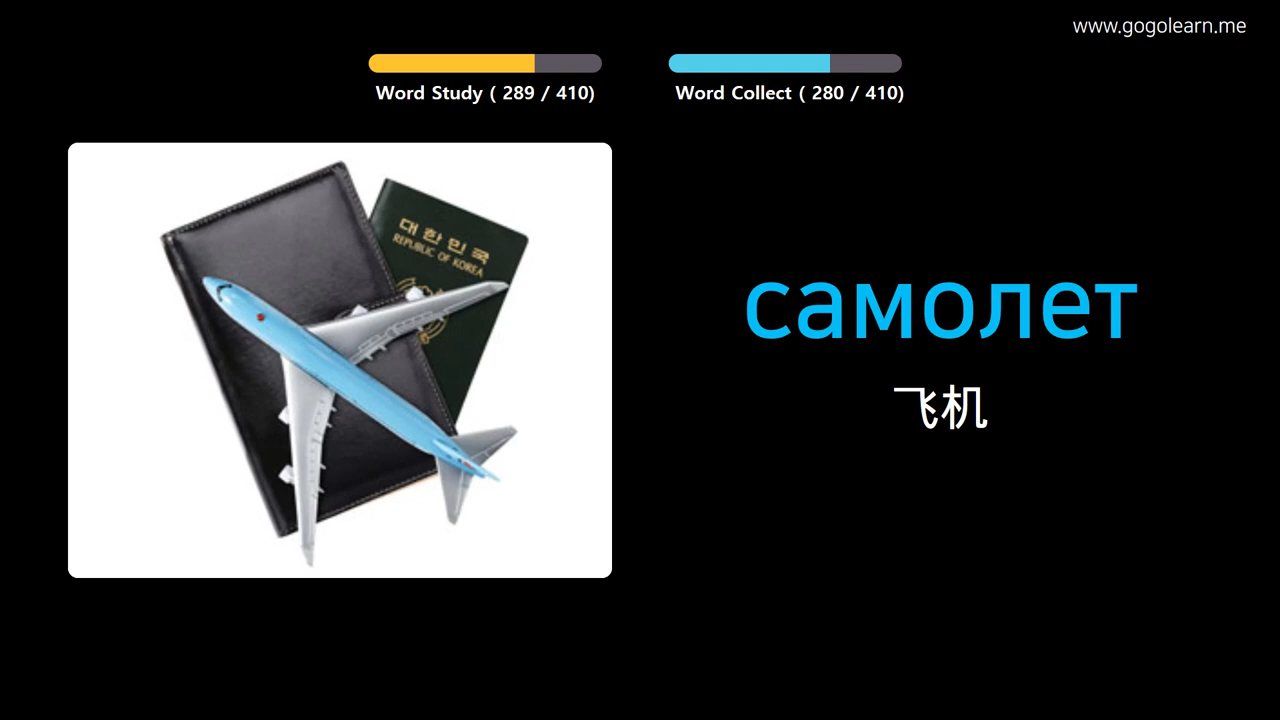 www.gogolearn.me
Word Study ( 289 / 410)
Word Collect ( 280 / 410)
대한민국
REPUBLIC OF KOREA
самолет
飞机